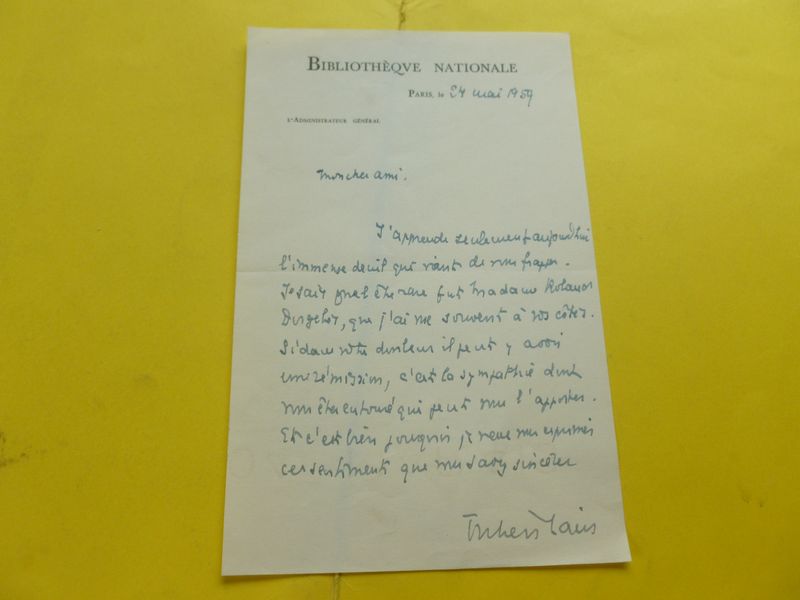 BIBLIOTHÈQVE NATIONALE
PARIS, le 24 mai 1959
L'ADMINISTRATEUR GÉNÉRAL
Mon cher ami.
J'apprends seulement aujourd'hui
l'immense deuil qui vient de vous frapper.
Je sais quel être rare fut Madame Roland
Dorgelès, que j'ai vue souvent à vos côtés.
Si dans votre douleur il peut y avoir
une rémission, c'est la sympathie dont
vous êtes entouré qui peut vous l'apporter.
Et c'est bien pourquoi je veux vous exprimer
ces sentiments que vous savez sincères